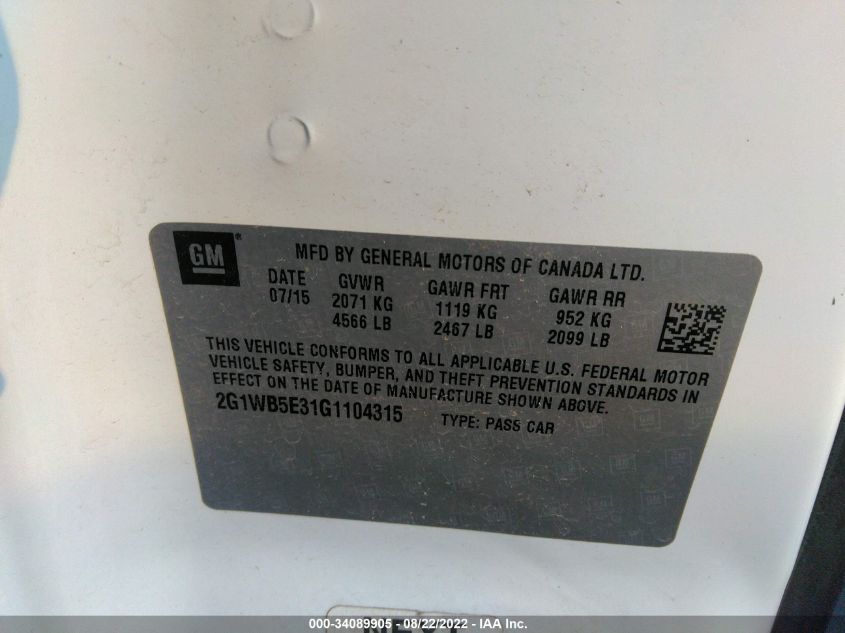 GM ® MFD BY GENERAL MOTORS OF CANADA LTD.
DATE GVWR GAWR FRT GAWR RR
07/15 2071 KG 1119 KG 952 KG
4566 LB 2467 LB 2099 LB
THIS VEHICLE CONFORMS TO ALL APPLICABLE U.S. FEDERAL MOTOR
VEHICLE SAFETY, BUMPER, AND THEFT PREVENTION STANDARDS IN
EFFECT ON THE DATE OF MANUFACTURE SHOWN ABOVE.
2G1WB5E31G1104315 TYPE: PASS CAR
000-34089905 - 08/22/2022 - IAA Inc.